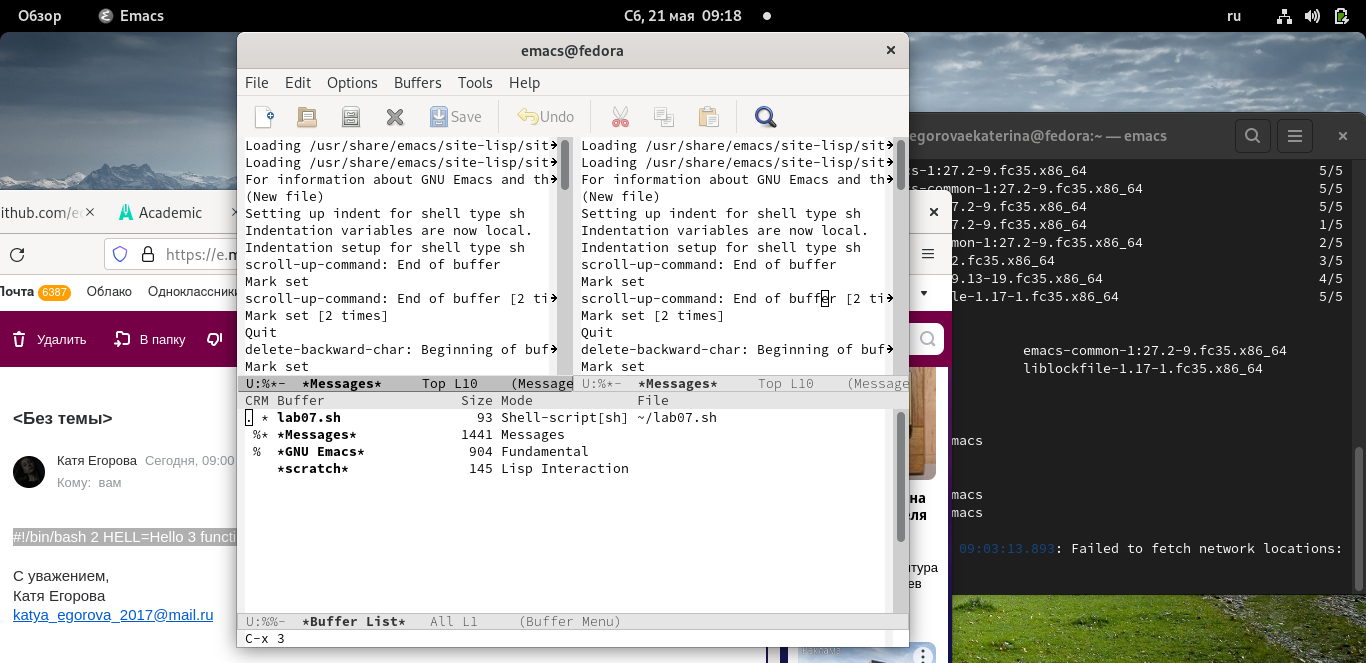 Обзор Emacs Сб, 21 мая 09:18 ru
emacs@fedora
File Edit Options Buffers Tools Help
Save Undo
Loading /usr/share/emacs/site-lisp/sit
Loading /usr/share/emacs/site-lisp/sit
For information about GNU Emacs and th
(New file)
Setting up indent for shell type sh
Indentation variables are now local.
Indentation setup for shell type sh
scroll-up-command: End of buffer
Mark set
scroll-up-command: End of buffer [2 ti
Mark set [2 times]
Quit
delete-backward-char: Beginning of buf
Mark set
U:%*- *Messages* Top L10 (Message
Loading /usr/share/emacs/site-lisp/sit
Loading /usr/share/emacs/site-lisp/sit
For information about GNU Emacs and th
(New file)
Setting up indent for shell type sh
Indentation variables are now local.
Indentation setup for shell type sh
scroll-up-command: End of buffer
Mark set
scroll-up-command: End of buffer [2 ti
Mark set [2 times]
Quit
delete-backward-char: Beginning of buf
Mark set
U:%*- *Messages* Top L10 (Message
CRM Buffer Size Mode File
. * lab07.sh 93 Shell-script[sh] ~/lab07.sh
%* *Messages* 1441 Messages
% *GNU Emacs* 904 Fundamental
*scratch* 145 Lisp Interaction
U:%%- *Buffer List* All L1 (Buffer Menu)
C-x 3
ithub.com/e Academic
https://e.m
Почта 6387 Облако Одноклассник
Удалить В папку
<Без темы>
Катя Егорова Сегодня, 09:00
Кому: вам
#!/bin/bash 2 HELL=Hello 3 functi
С уважением,
Катя Егорова
katya_egorova_2017@mail.ru
на
еля
тура
ев
Реклама
egorovaekaterina@fedora:~ — emacs
cs-1:27.2-9.fc35.x86_64 5/5
s-common-1:27.2-9.fc35.x86_64 5/5
7.2-9.fc35.x86_64 5/5
7.2-9.fc35.x86_64 1/5
mon-1:27.2-9.fc35.x86_64 2/5
2.fc35.x86_64 3/5
9.13-19.fc35.x86_64 4/5
le-1.17-1.fc35.x86_64 5/5
emacs-common-1:27.2-9.fc35.x86_64
liblockfile-1.17-1.fc35.x86_64
macs
macs
macs
09:03:13.893: Failed to fetch network locations: